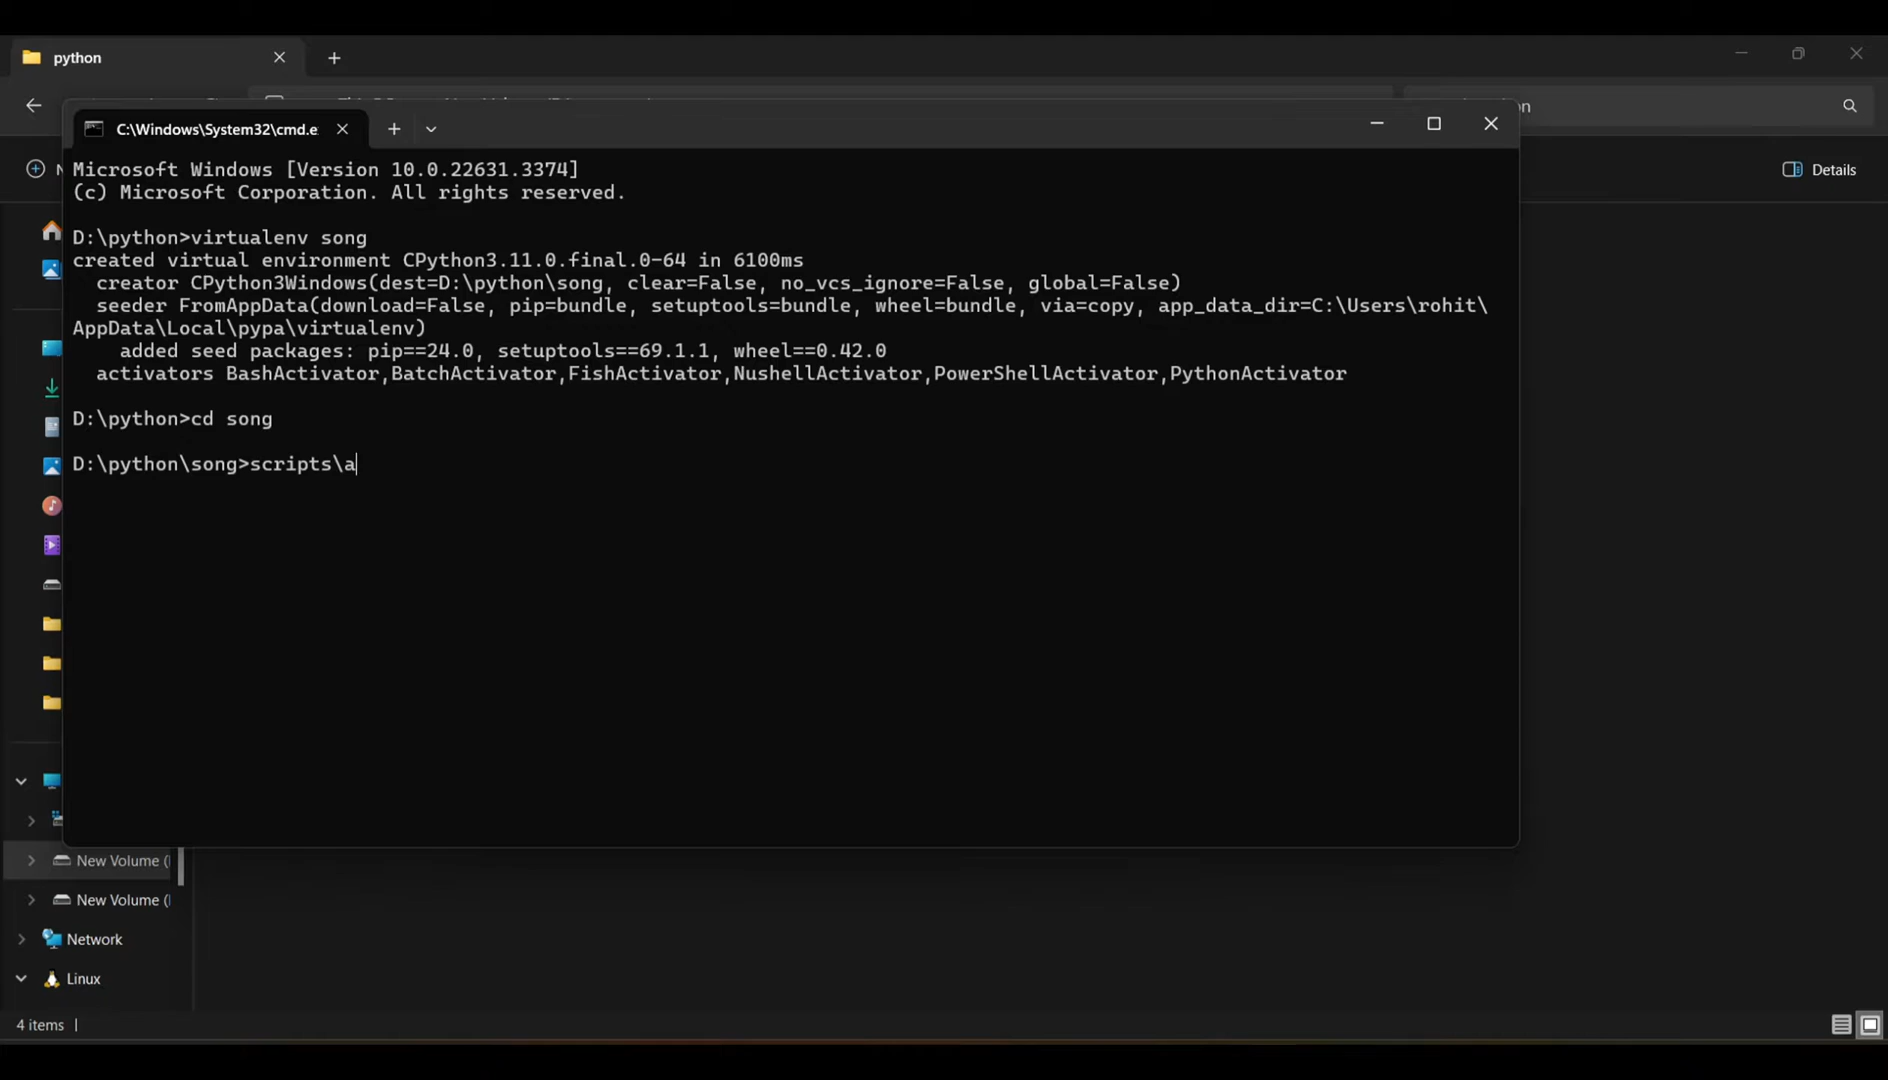 python
C:\Windows\System32\cmd.e
on
Details
Microsoft Windows [Version 10.0.22631.3374]
(c) Microsoft Corporation. All rights reserved.
D:\python>virtualenv song
created virtual environment CPython3.11.0.final.0-64 in 6100ms
creator CPython3Windows(dest=D:\python\song, clear=False, no_vcs_ignore=False, global=False)
seeder FromAppData(download=False, pip=bundle, setuptools=bundle, wheel=bundle, via=copy, app_data_dir=C:\Users\rohit\
AppData\Local\pypa\virtualenv)
added seed packages: pip==24.0, setuptools==69.1.1, wheel==0.42.0
activators BashActivator,BatchActivator,FishActivator,NushellActivator,PowerShellActivator,PythonActivator
D:\python>cd song
D:\python\song>scripts\a
New Volume (
New Volume (
Network
Linux
4 items